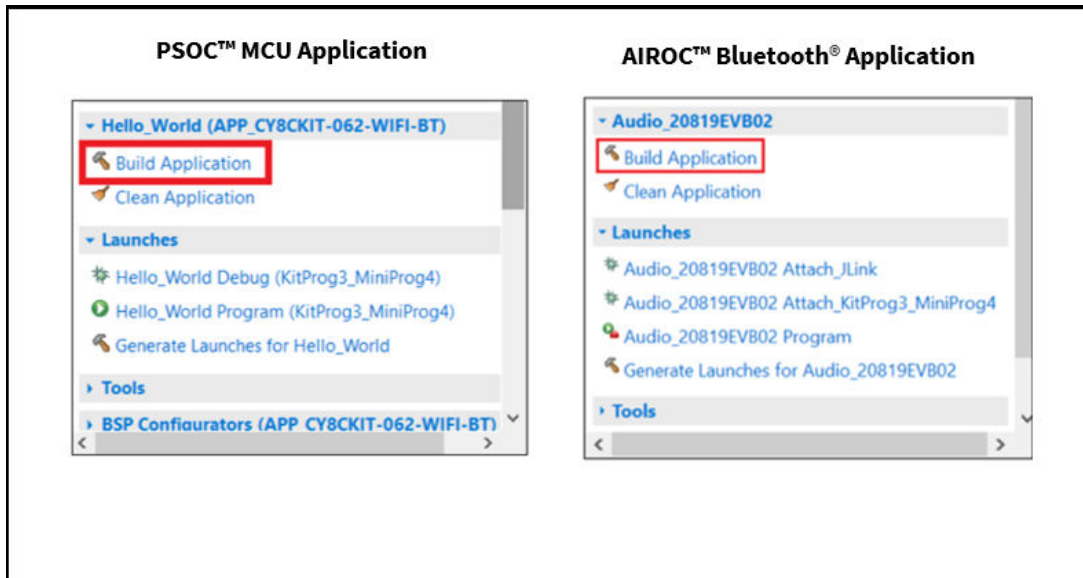 PSOC™ MCU Application
Hello_World (APP_CY8CKIT-062-WIFI-BT)
Build Application
Clean Application
Launches
Hello_World Debug (KitProg3_MiniProg4)
Hello_World Program (KitProg3_MiniProg4)
Generate Launches for Hello_World
Tools
BSP Configurators (APP_CY8CKIT-062-WIFI-BT)
AIROC™ Bluetooth® Application
Audio_20819EVB02
Build Application
Clean Application
Launches
Audio_20819EVB02 Attach_JLink
Audio_20819EVB02 Attach_KitProg3_MiniProg4
Audio_20819EVB02 Program
Generate Launches for Audio_20819EVB02
Tools